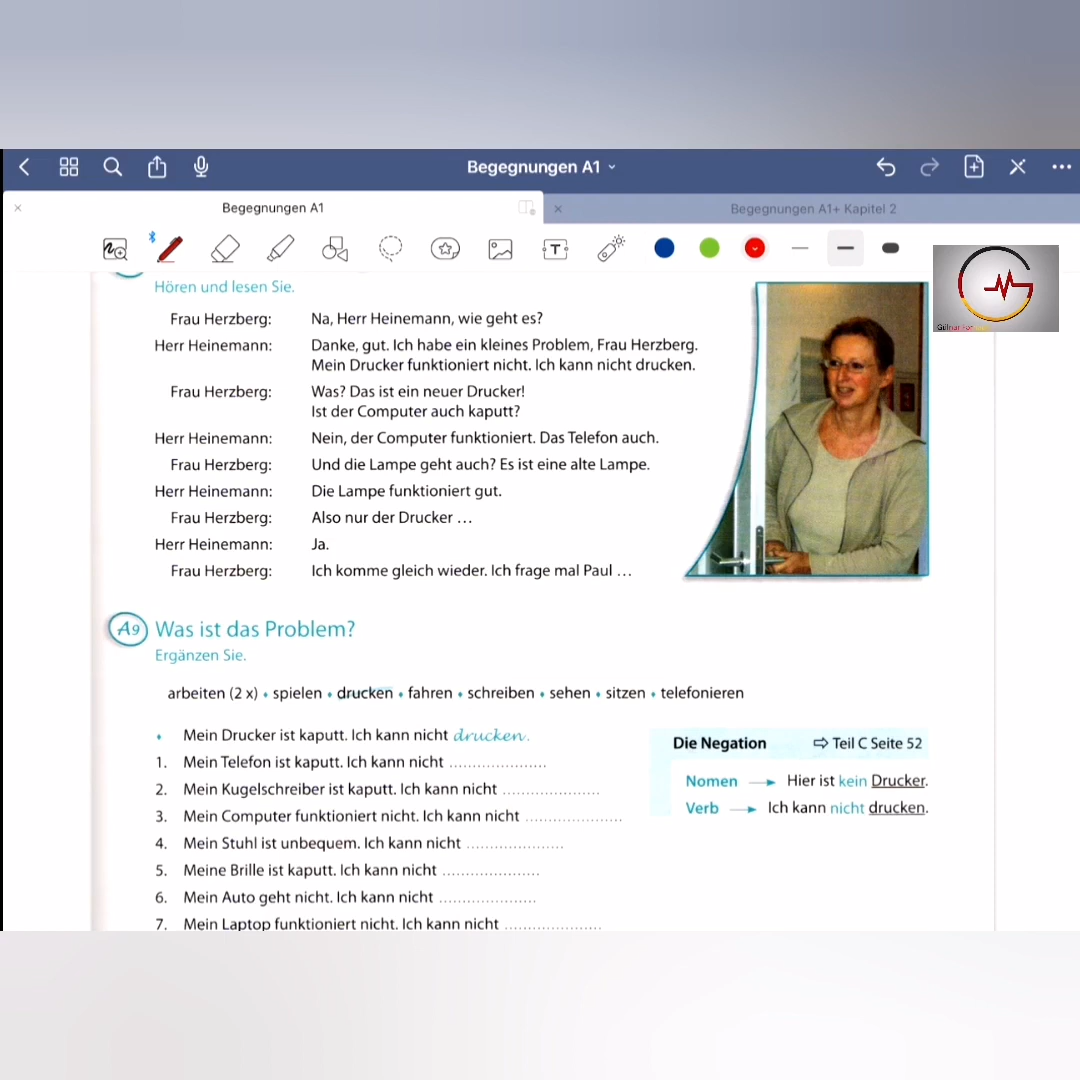 Begegnungen A1
Begegnungen A1
Begegnungen A1+ Kapitel 2
Hören und lesen Sie.
Frau Herzberg: Na, Herr Heinemann, wie geht es?
Herr Heinemann: Danke, gut. Ich habe ein kleines Problem, Frau Herzberg.
Mein Drucker funktioniert nicht. Ich kann nicht drucken.
Frau Herzberg: Was? Das ist ein neuer Drucker!
Ist der Computer auch kaputt?
Herr Heinemann: Nein, der Computer funktioniert. Das Telefon auch.
Frau Herzberg: Und die Lampe geht auch? Es ist eine alte Lampe.
Herr Heinemann: Die Lampe funktioniert gut.
Frau Herzberg: Also nur der Drucker …
Herr Heinemann: Ja.
Frau Herzberg: Ich komme gleich wieder. Ich frage mal Paul …
A9 Was ist das Problem?
Ergänzen Sie.
arbeiten (2 x) • spielen • drucken • fahren • schreiben • sehen • sitzen • telefonieren
• Mein Drucker ist kaputt. Ich kann nicht drucken.
1. Mein Telefon ist kaputt. Ich kann nicht ....................
2. Mein Kugelschreiber ist kaputt. Ich kann nicht ....................
3. Mein Computer funktioniert nicht. Ich kann nicht ....................
4. Mein Stuhl ist unbequem. Ich kann nicht ....................
5. Meine Brille ist kaputt. Ich kann nicht ....................
6. Mein Auto geht nicht. Ich kann nicht ....................
7. Mein Laptop funktioniert nicht. Ich kann nicht ....................
Die Negation ⇨ Teil C Seite 52
Nomen → Hier ist kein Drucker.
Verb → Ich kann nicht drucken.